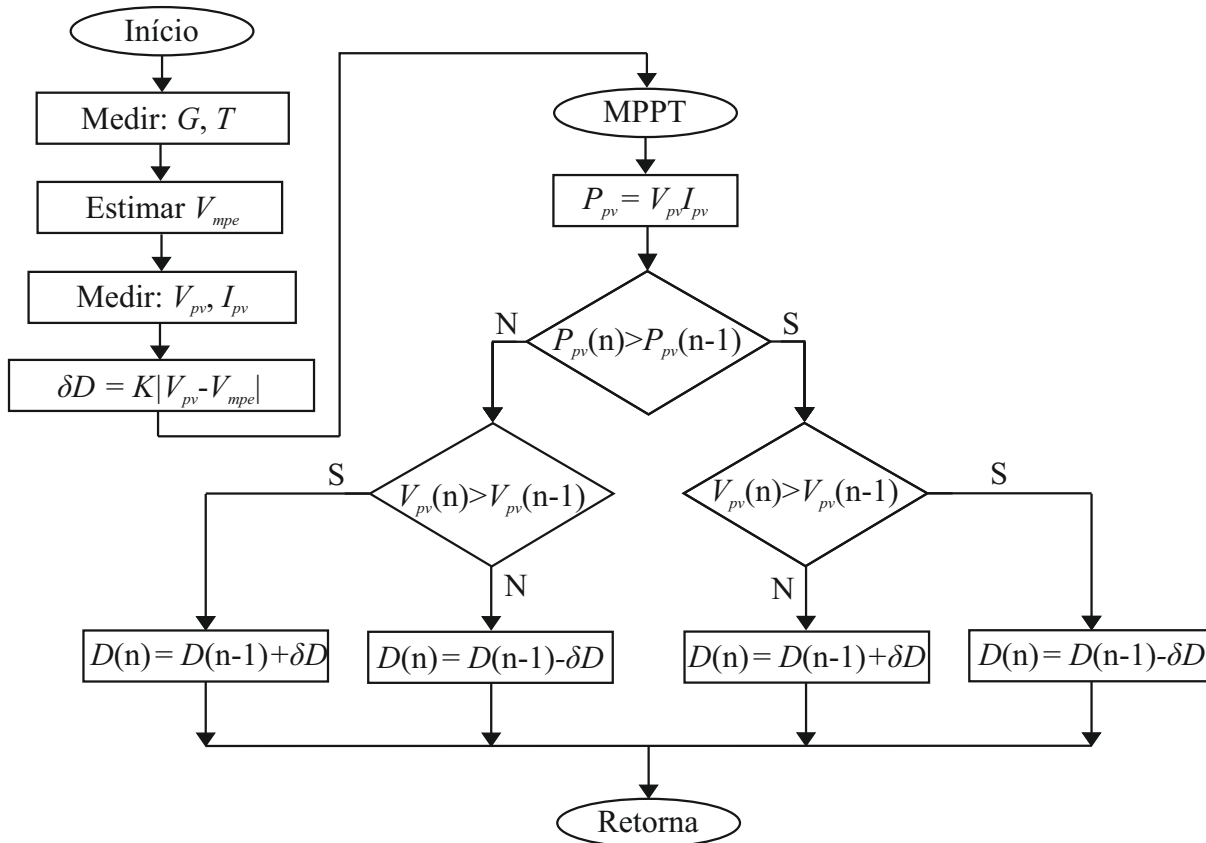 Início
Medir: G, T
Estimar V_mpe
Medir: V_pv, I_pv
δD = K|V_pv-V_mpe|
MPPT
P_pv = V_pv I_pv
P_pv(n)>P_pv(n-1)
N
S
V_pv(n)>V_pv(n-1)
S
N
V_pv(n)>V_pv(n-1)
N
S
D(n) = D(n-1)+δD
D(n) = D(n-1)-δD
D(n) = D(n-1)+δD
D(n) = D(n-1)-δD
Retorna